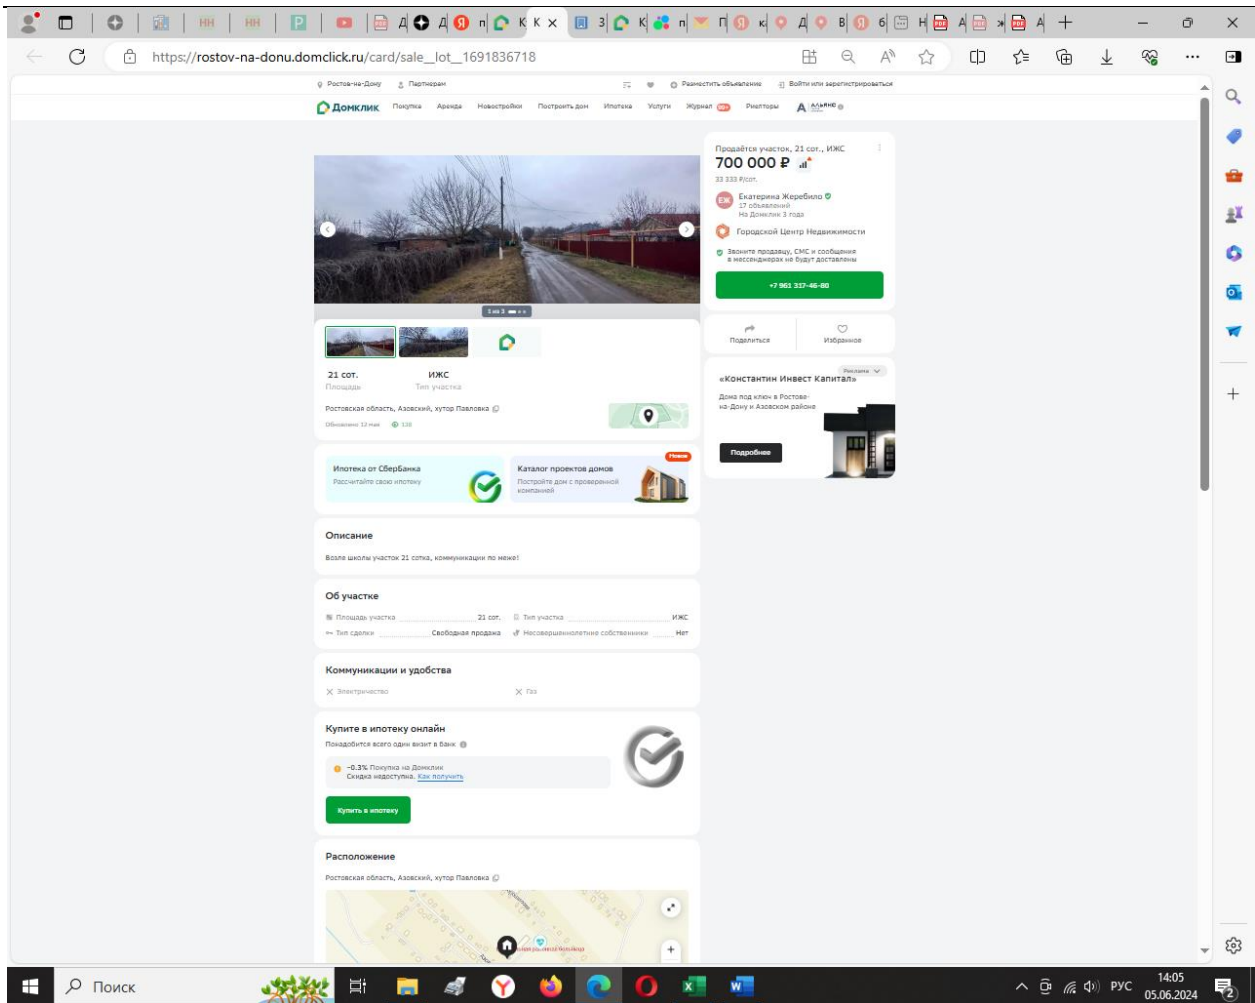 https://rostov-na-donu.domclick.ru/card/sale__lot__1691836718
Ростов-на-Дону Партнерам Разместить объявление Войти или зарегистрироваться
Домклик Покупка Аренда Новостройки Построить дом Ипотека Услуги Журнал Риелторы
Продаётся участок, 21 сот., ИЖС
700 000 ₽
33 333 ₽/сот.
ЕЖ Екатерина Жеребило
17 объявлений
На Домклик 3 года
Городской Центр Недвижимости
Звоните продавцу, СМС и сообщения
в мессенджерах не будут доставлены
+7 961 337-46-80
Поделиться Избранное
1 из 3
21 сот. ИЖС
Площадь Тип участка
Ростовская область, Азовский, хутор Павловка
Обновлено 12 мая
Реклама
«Константин Инвест Капитал»
Дома под ключ в Ростове-
на-Дону и Азовском районе
Подробнее
Новое
Ипотека от СберБанка Каталог проектов домов
Рассчитайте свою ипотеку Постройте дом с проверенной
компанией
Описание
Возле школы участок 21 сотка, коммуникации по меже!
Об участке
Площадь участка 21 сот. Тип участка ИЖС
Тип сделки Свободная продажа Несовершеннолетние собственники Нет
Коммуникации и удобства
Электричество Газ
Купите в ипотеку онлайн
Понадобится всего один визит в банк
−0.3% Покупка на Домклик
Скидка недоступна. Как получить
Купить в ипотеку
Расположение
Ростовская область, Азовский, хутор Павловка
Поиск
РУС
14:05
05.06.2024